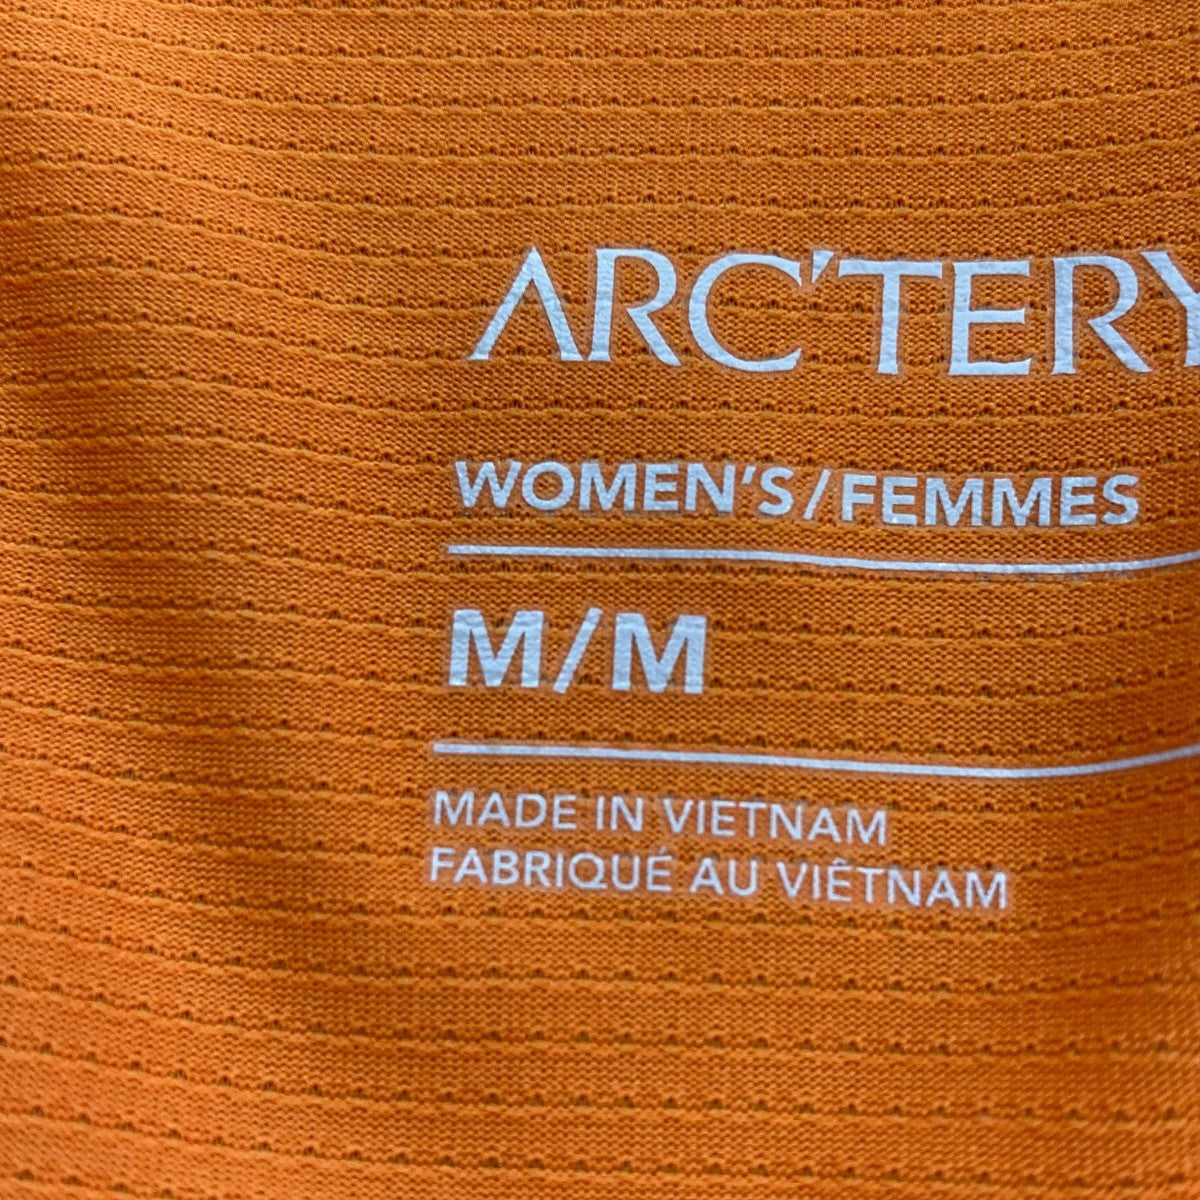 ARC'TERY
WOMEN'S/FEMMES
M/M
MADE IN VIETNAM
FABRIQUÉ AU VIÊTNAM